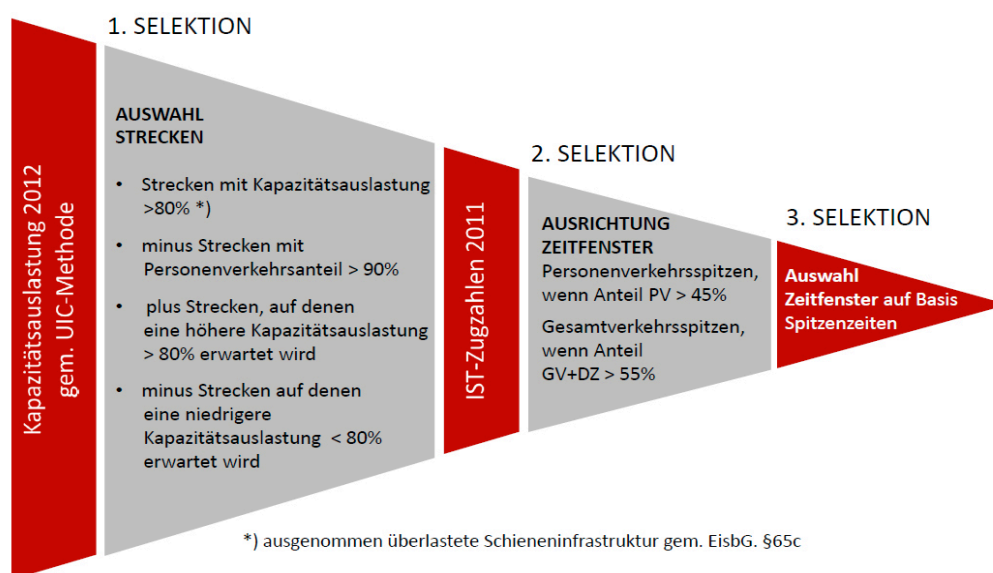 1. SELEKTION
Kapazitätsauslastung 2012
gem. UIC-Methode
AUSWAHL
STRECKEN
• Strecken mit Kapazitätsauslastung
>80% *)
• minus Strecken mit
Personenverkehrsanteil > 90%
• plus Strecken, auf denen
eine höhere Kapazitätsauslastung
> 80% erwartet wird
• minus Strecken auf denen
eine niedrigere
Kapazitätsauslastung < 80%
erwartet wird
IST-Zugzahlen 2011
2. SELEKTION
AUSRICHTUNG
ZEITFENSTER
Personenverkehrsspitzen,
wenn Anteil PV > 45%
Gesamtverkehrsspitzen,
wenn Anteil
GV+DZ > 55%
3. SELEKTION
Auswahl
Zeitfenster auf Basis
Spitzenzeiten
*) ausgenommen überlastete Schieneninfrastruktur gem. EisbG. §65c